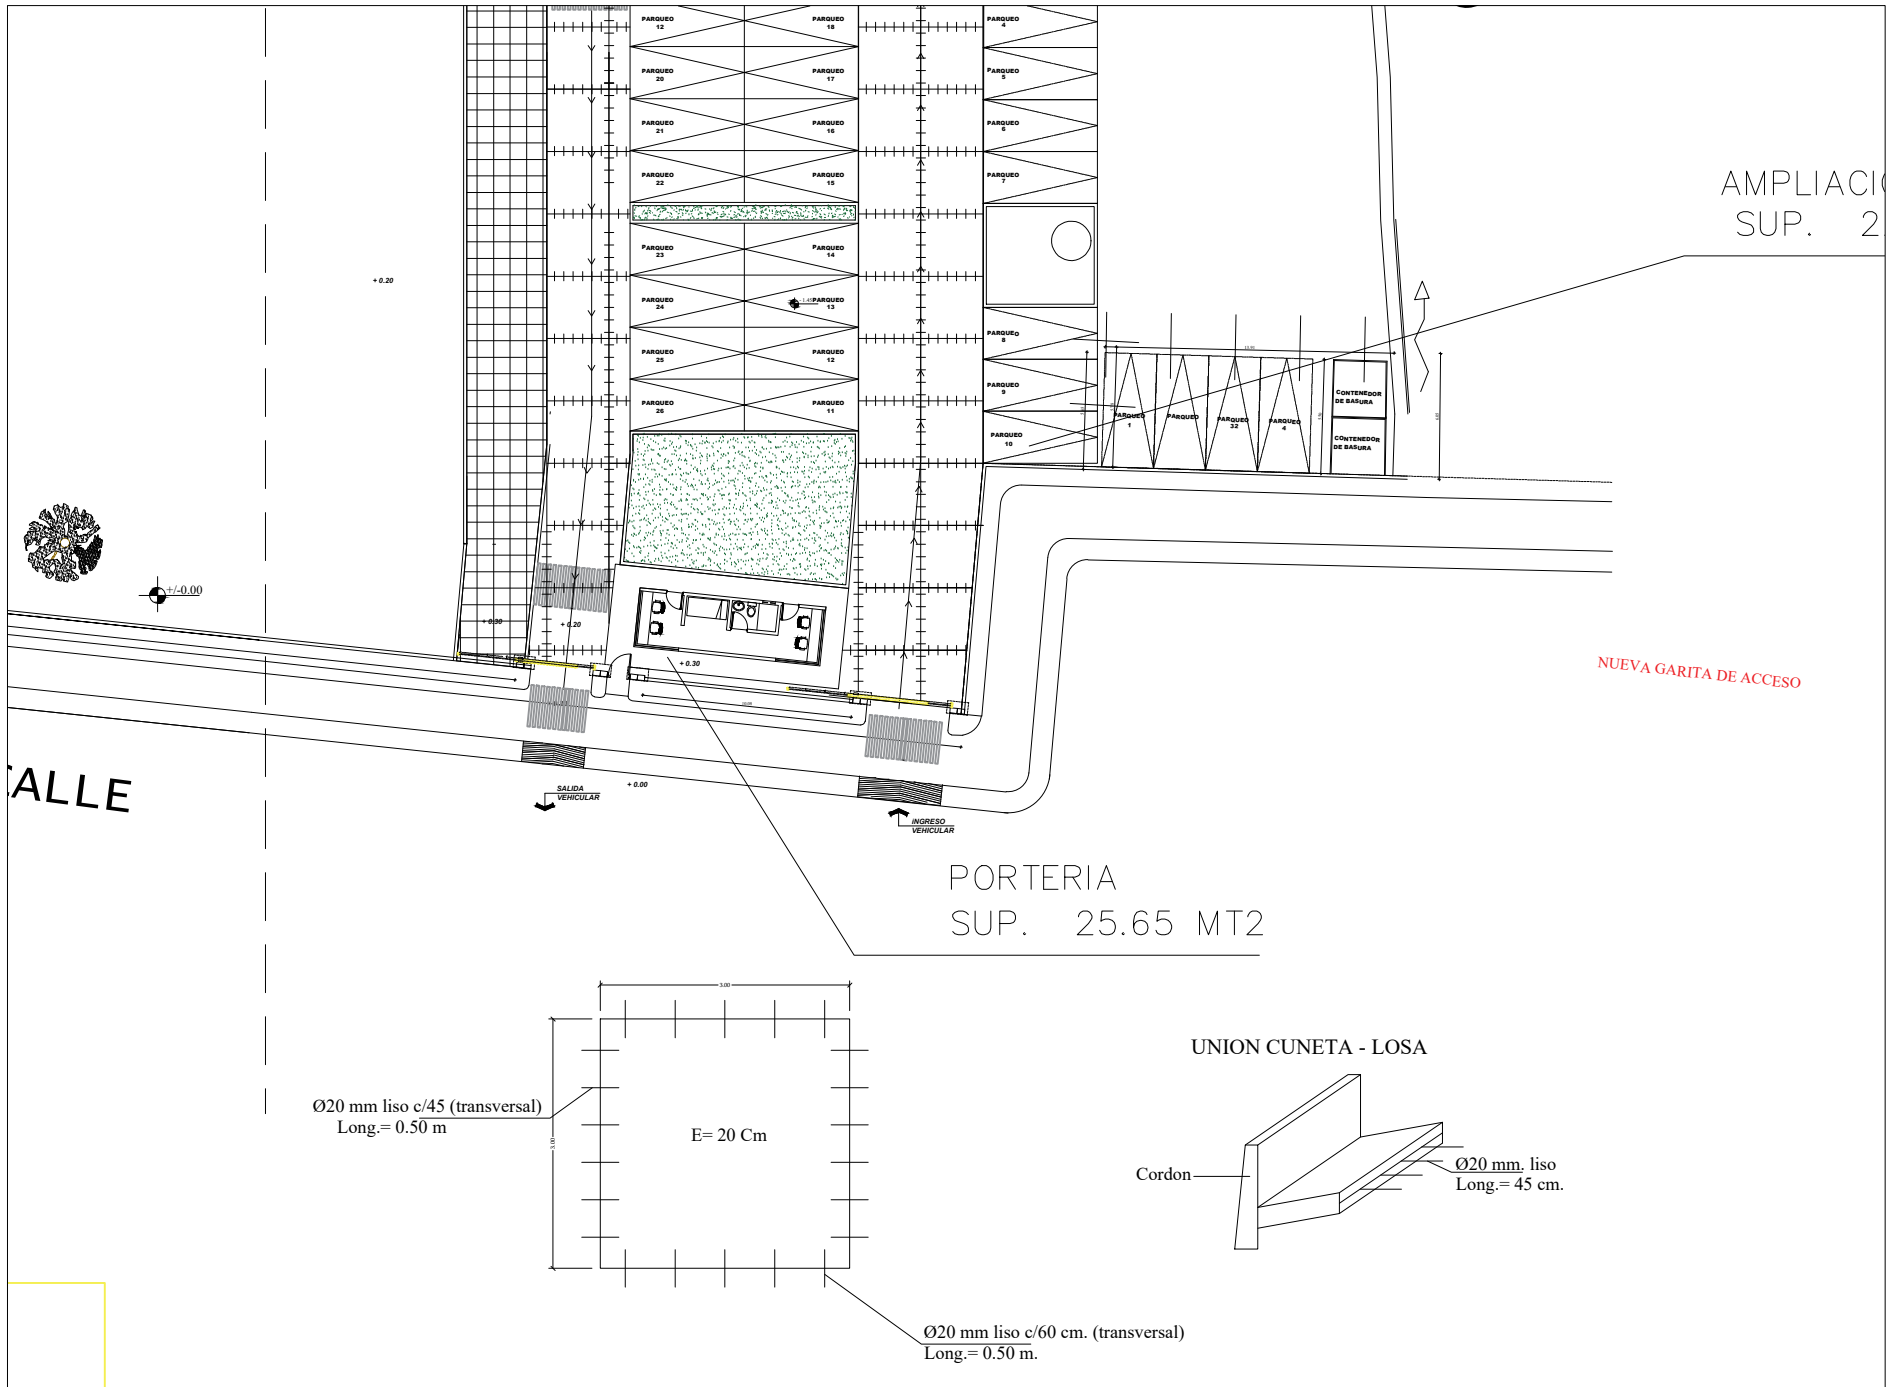 PARQUEO
12
PARQUEO
18
PARQUEO
4
PARQUEO
20
PARQUEO
17
PARQUEO
5
PARQUEO
21
PARQUEO
16
PARQUEO
6
PARQUEO
22
PARQUEO
15
PARQUEO
7
AMPLIACI
SUP. 2
PARQUEO
23
PARQUEO
14
+ 0.20
PARQUEO
24
-1.45
PARQUEO
13
PARQUEO
8
PARQUEO
25
PARQUEO
12
PARQUEO
9
PARQUEO
26
PARQUEO
11
PARQUEO
10
PARQUEO
1
PARQUEO
PARQUEO
32
PARQUEO
4
CONTENEDOR
DE BASURA
CONTENEDOR
DE BASURA
+/-0.00
+ 0.30
+ 0.20
+ 0.30
NUEVA GARITA DE ACCESO
CALLE
SALIDA
VEHICULAR
+ 0.00
INGRESO
VEHICULAR
PORTERIA
SUP. 25.65 MT2
3.00
3.00
Ø20 mm liso c/45 (transversal)
Long.= 0.50 m
E= 20 Cm
Ø20 mm liso c/60 cm. (transversal)
Long.= 0.50 m.
UNION CUNETA - LOSA
Cordon
Ø20 mm. liso
Long.= 45 cm.